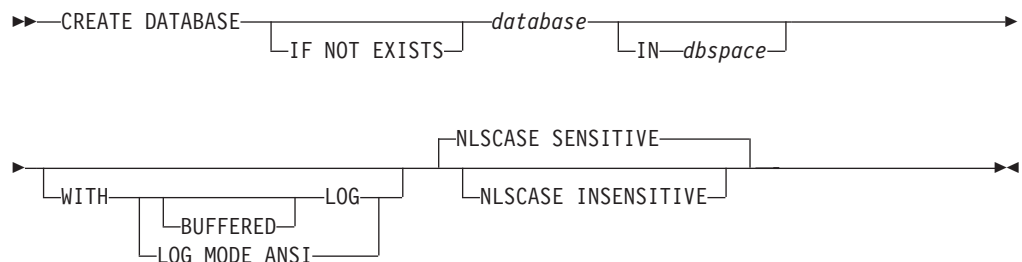 CREATE DATABASE database
IF NOT EXISTS IN dbspace
NLSCASE SENSITIVE
WITH LOG NLSCASE INSENSITIVE
BUFFERED
LOG MODE ANSI